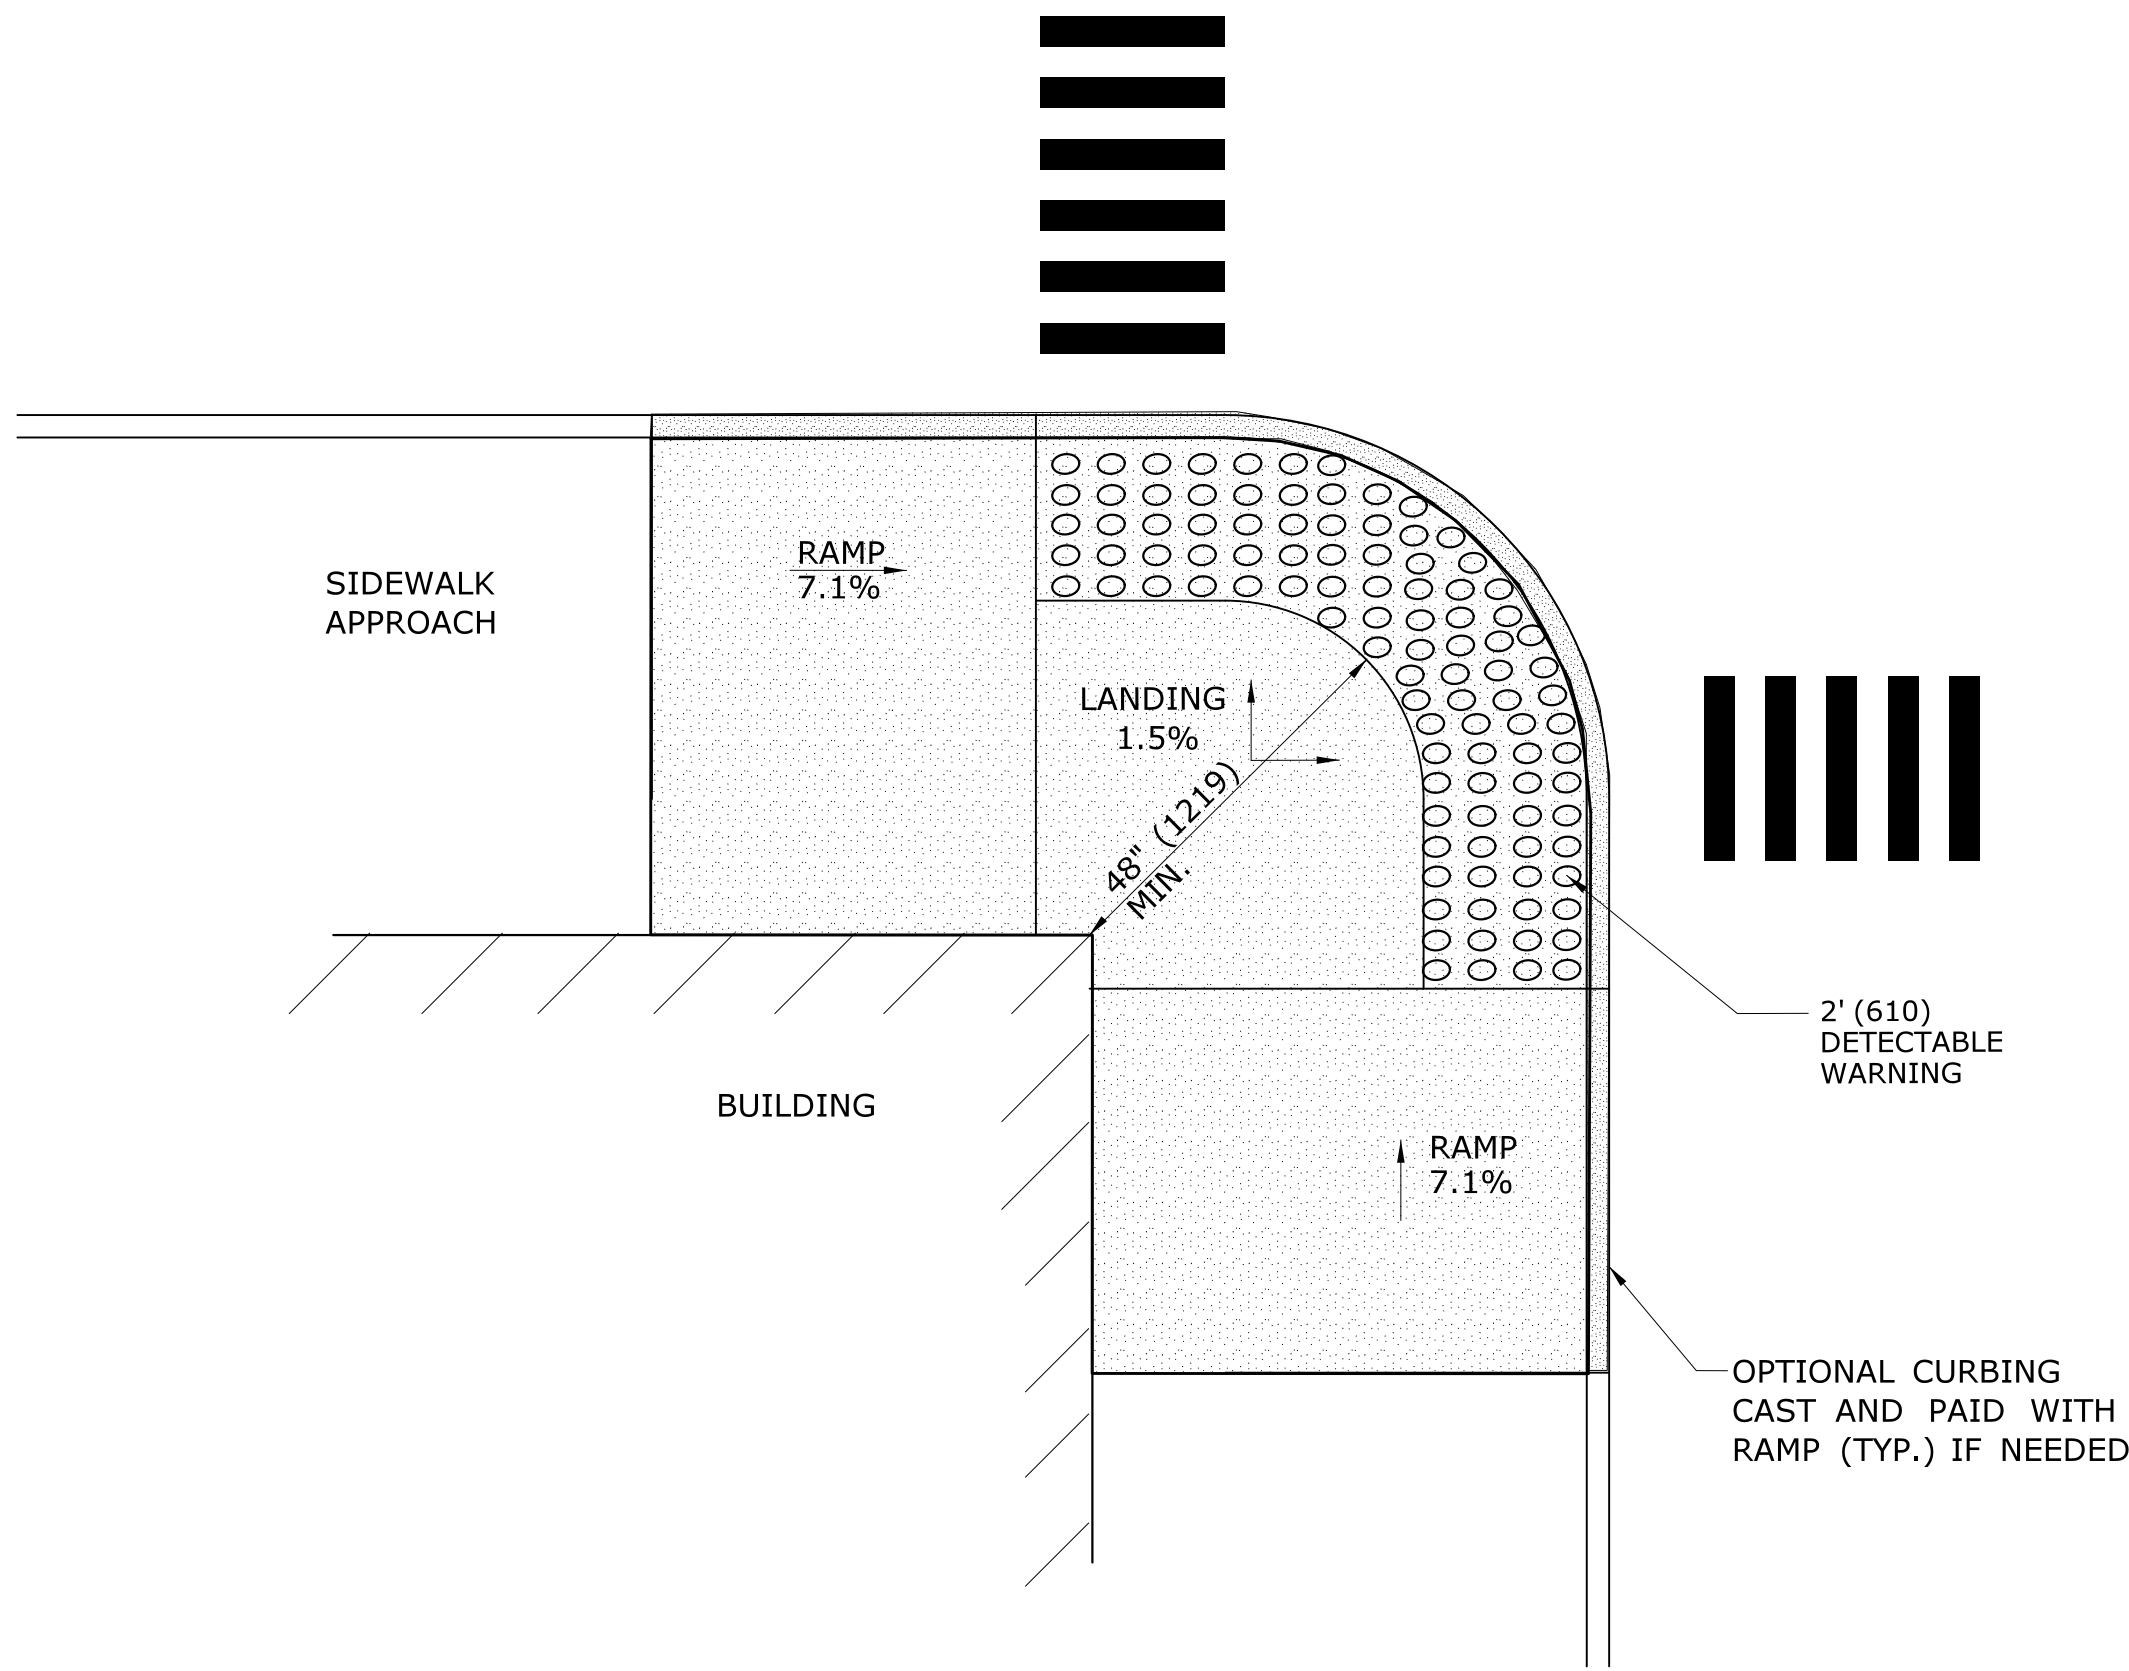 RAMP
7.1%
SIDEWALK
APPROACH
LANDING
1.5%
48" (1219)
MIN.
2' (610)
DETECTABLE
WARNING
BUILDING
RAMP
7.1%
OPTIONAL CURBING
CAST AND PAID WITH
RAMP (TYP.) IF NEEDED